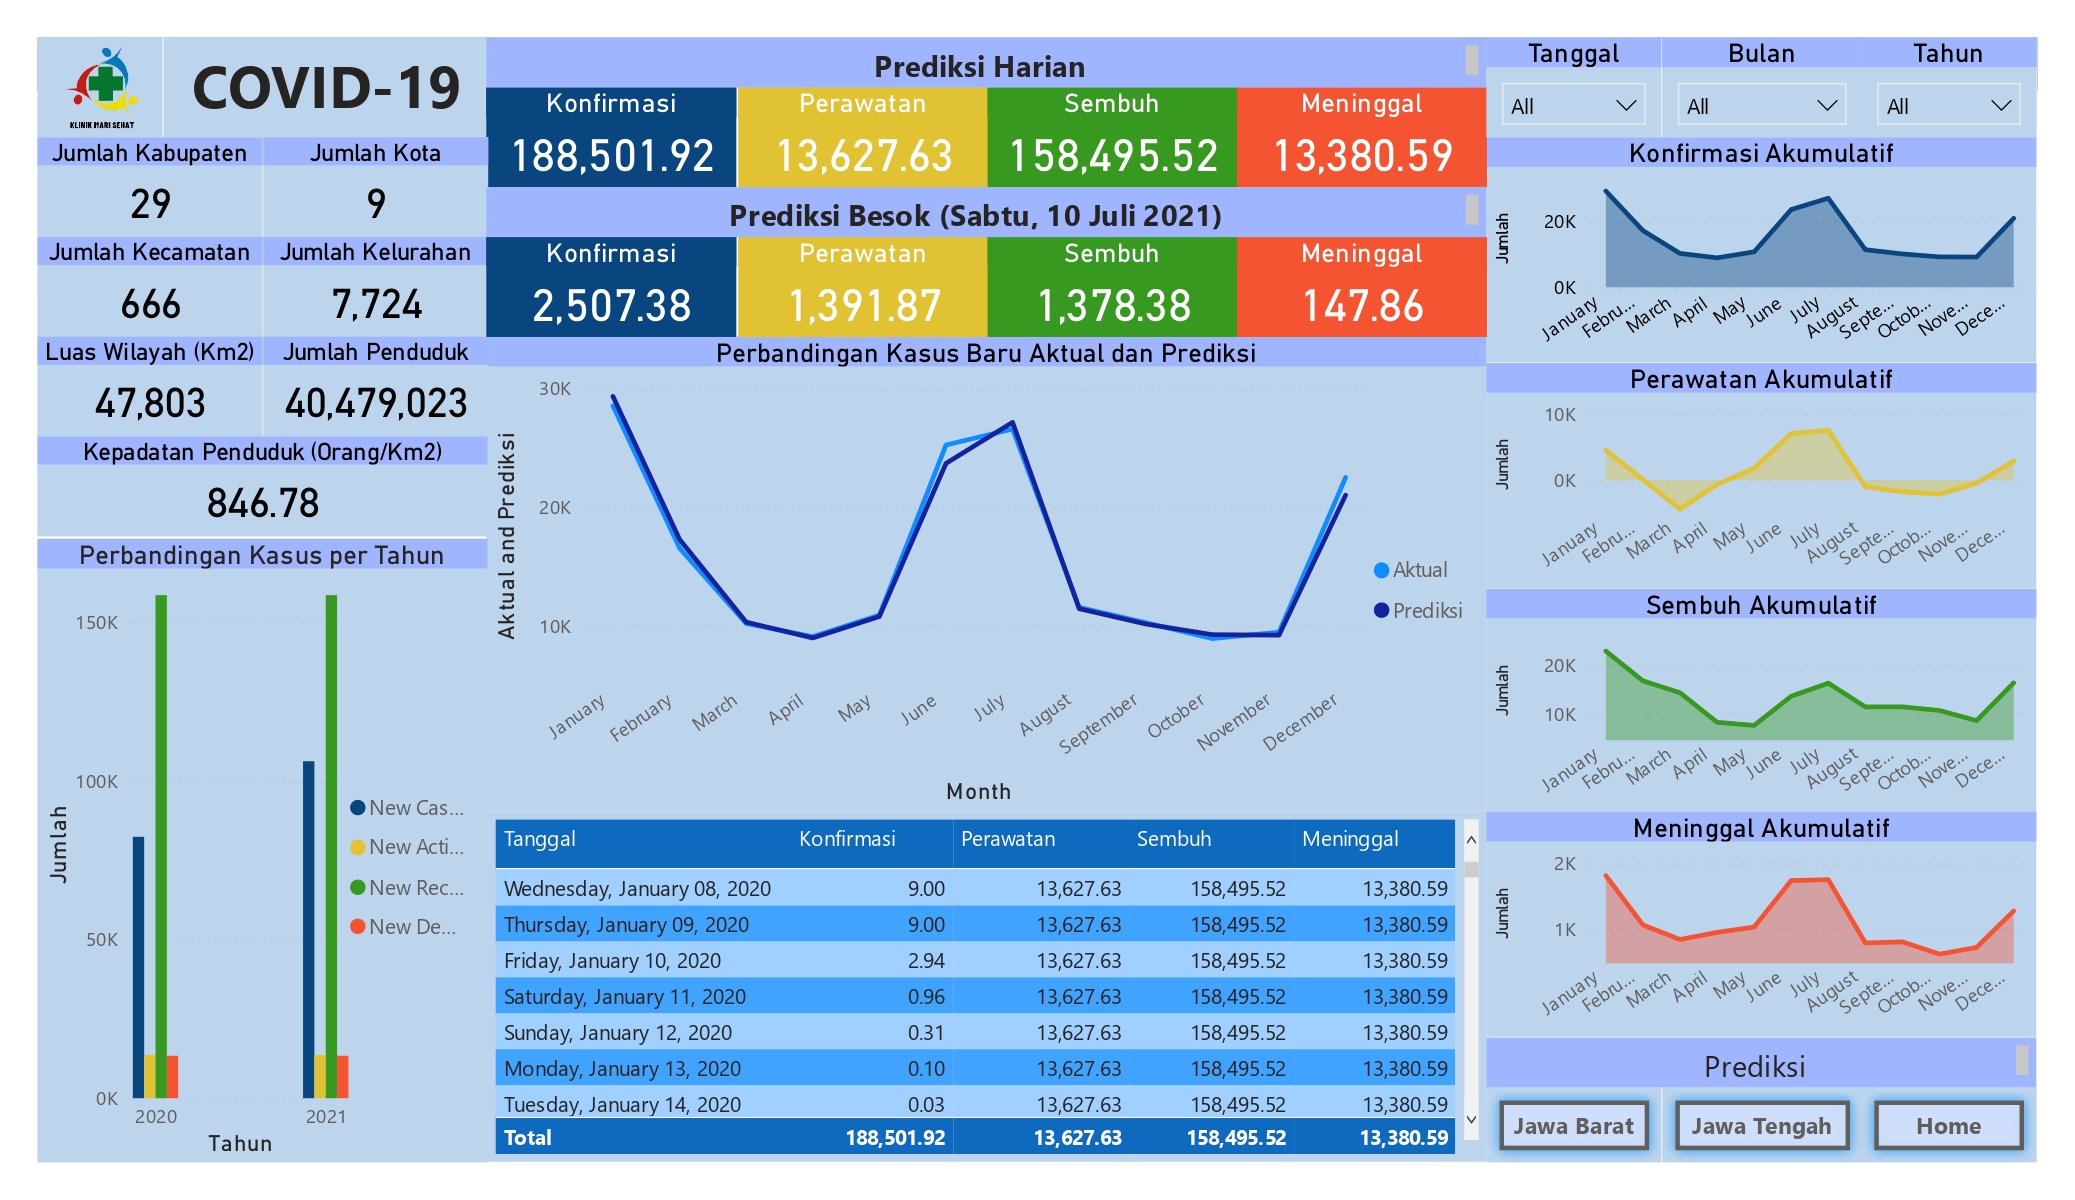 KLINIK MARI SEHAT
COVID-19
Jumlah Kabupaten
29
Jumlah Kota
9
Jumlah Kecamatan
666
Jumlah Kelurahan
7,724
Luas Wilayah (Km2)
47,803
Jumlah Penduduk
40,479,023
Kepadatan Penduduk (Orang/Km2)
846.78
Perbandingan Kasus per Tahun
Jumlah
150K
100K
50K
0K
2020
2021
Tahun
New Cas...
New Acti...
New Rec...
New De...
Prediksi Harian
Konfirmasi
188,501.92
Perawatan
13,627.63
Sembuh
158,495.52
Meninggal
13,380.59
Prediksi Besok (Sabtu, 10 Juli 2021)
Konfirmasi
2,507.38
Perawatan
1,391.87
Sembuh
1,378.38
Meninggal
147.86
Perbandingan Kasus Baru Aktual dan Prediksi
Aktual and Prediksi
30K
20K
10K
January
February
March
April
May
June
July
August
September
October
November
December
Month
Aktual
Prediksi
Tanggal Konfirmasi Perawatan Sembuh Meninggal
Wednesday, January 08, 2020 9.00 13,627.63 158,495.52 13,380.59
Thursday, January 09, 2020 9.00 13,627.63 158,495.52 13,380.59
Friday, January 10, 2020 2.94 13,627.63 158,495.52 13,380.59
Saturday, January 11, 2020 0.96 13,627.63 158,495.52 13,380.59
Sunday, January 12, 2020 0.31 13,627.63 158,495.52 13,380.59
Monday, January 13, 2020 0.10 13,627.63 158,495.52 13,380.59
Tuesday, January 14, 2020 0.03 13,627.63 158,495.52 13,380.59
Total 188,501.92 13,627.63 158,495.52 13,380.59
Tanggal
All
Bulan
All
Tahun
All
Konfirmasi Akumulatif
Jumlah
20K
0K
January
Febru...
March
April
May
June
July
August
Septe...
Octob...
Nove...
Dece...
Perawatan Akumulatif
Jumlah
10K
0K
January
Febru...
March
April
May
June
July
August
Septe...
Octob...
Nove...
Dece...
Sembuh Akumulatif
Jumlah
20K
10K
January
Febru...
March
April
May
June
July
August
Septe...
Octob...
Nove...
Dece...
Meninggal Akumulatif
Jumlah
2K
1K
January
Febru...
March
April
May
June
July
August
Septe...
Octob...
Nove...
Dece...
Prediksi
Jawa Barat
Jawa Tengah
Home